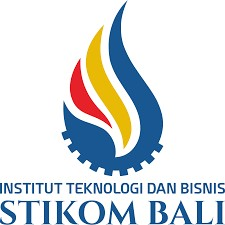 INSTITUT TEKNOLOGI DAN BISNIS
STIKOM BALI